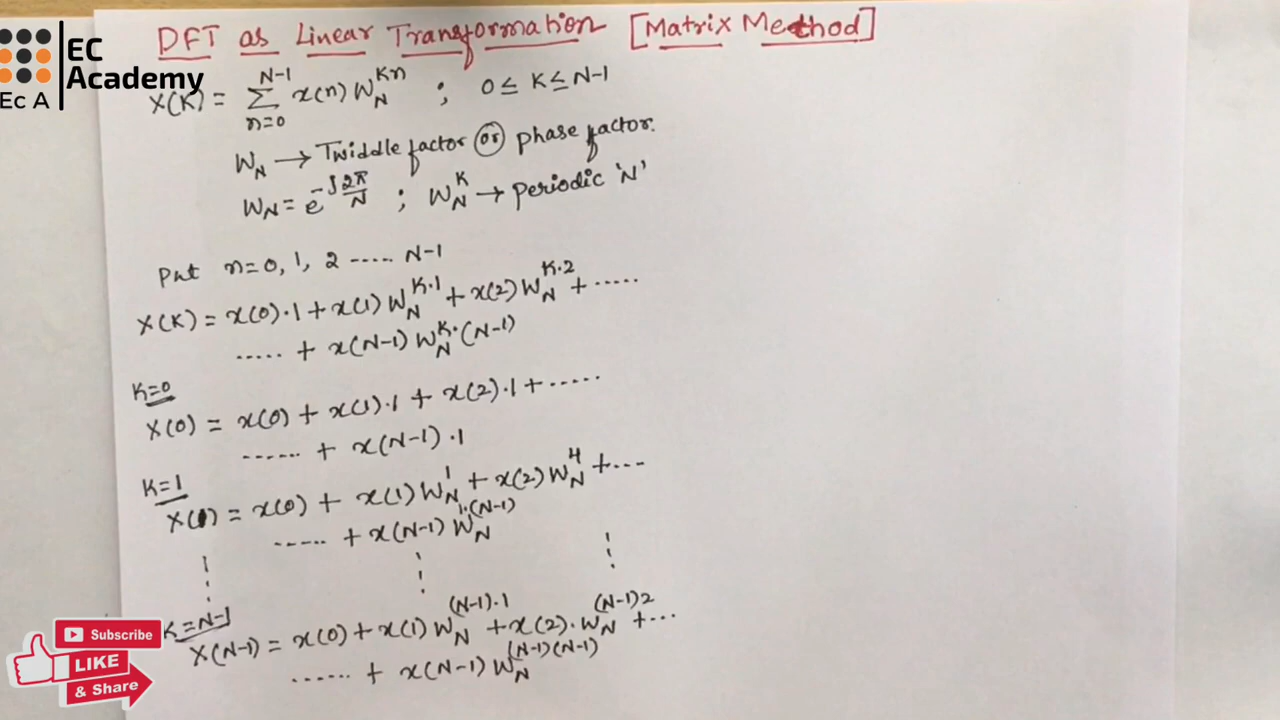 DFT as Linear Transformation [Matrix Method]
EC
Academy
Ec A
X(K) = Σ_{n=0}^{N-1} x(n) W_N^{Kn} ; 0 ≤ K ≤ N-1
W_N → Twiddle factor (or) phase factor.
W_N = e^{-j2π/N} ; W_N^K → periodic 'N'
Put n=0, 1, 2 ..... N-1
X(K) = x(0)·1 + x(1) W_N^{K·1} + x(2) W_N^{K·2} + .....
..... + x(N-1) W_N^{K·(N-1)}
K=0
X(0) = x(0) + x(1)·1 + x(2)·1 + .....
...... + x(N-1)·1
K=1
X(1) = x(0) + x(1) W_N^1 + x(2) W_N^4 + ....
...... + x(N-1) W_N^{1·(N-1)}
K=N-1
X(N-1) = x(0) + x(1) W_N^{(N-1)·1} + x(2)· W_N^{(N-1)2} + ...
...... + x(N-1) W_N^{(N-1)(N-1)}
Subscribe
LIKE
& Share